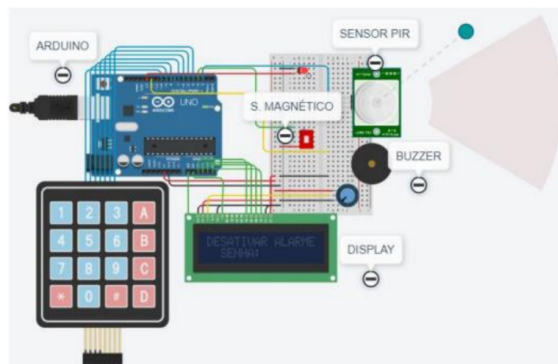 ARDUINO
SENSOR PIR
UNO
ARDUINO
S. MAGNÉTICO
BUZZER
1 2 3 A
4 5 6 B
7 8 9 C
* 0 # D
DESATIVAR ALARME
SENHA:
DISPLAY